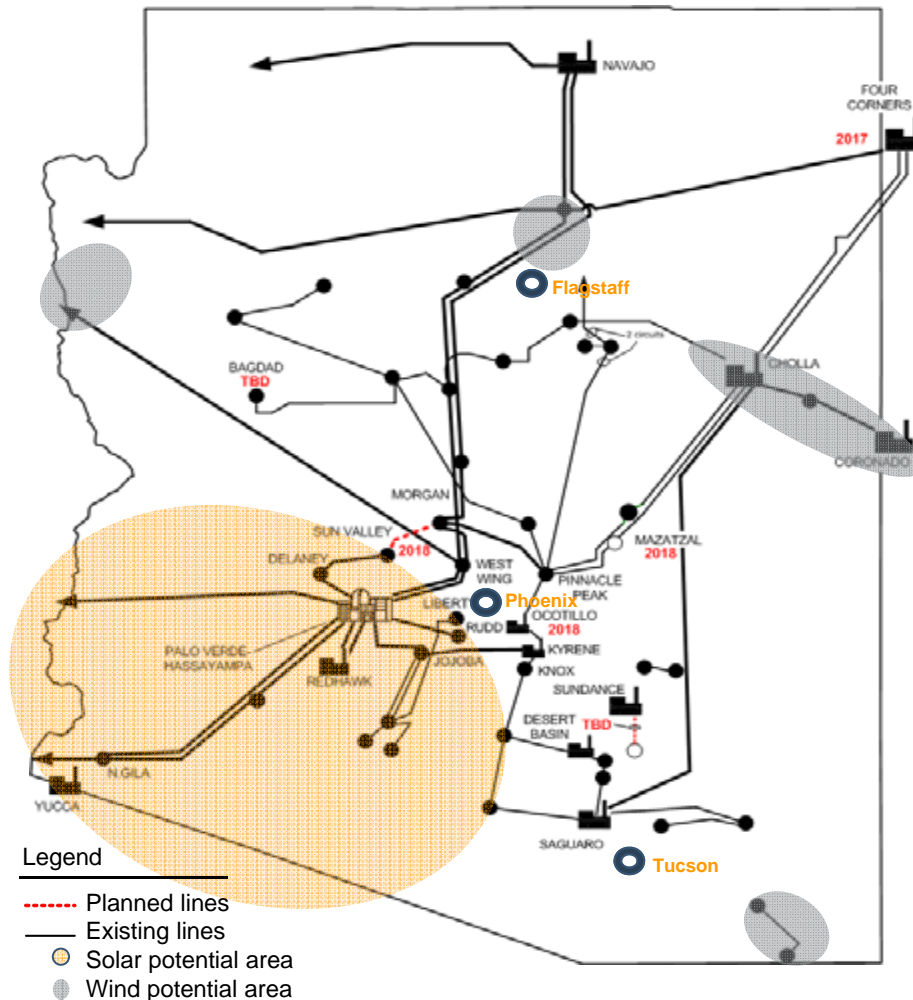 NAVAJO
FOUR
CORNERS
2017
Flagstaff
2 circuits
CHOLLA
BAGDAD
TBD
CORONADO
MORGAN
SUN VALLEY
2018
MAZATZAL
2018
DELANEY
WEST
WING
PINNACLE
PEAK
LIBERTY
Phoenix
OCOTILLO
2018
RUDD
KYRENE
PALO VERDE
HASSAYAMPA
JOJOBA
KNOX
REDHAWK
SUNDANCE
DESERT
BASIN
TBD
N.GILA
YUCCA
SAGUARO
Tucson
Legend
Planned lines
Existing lines
Solar potential area
Wind potential area